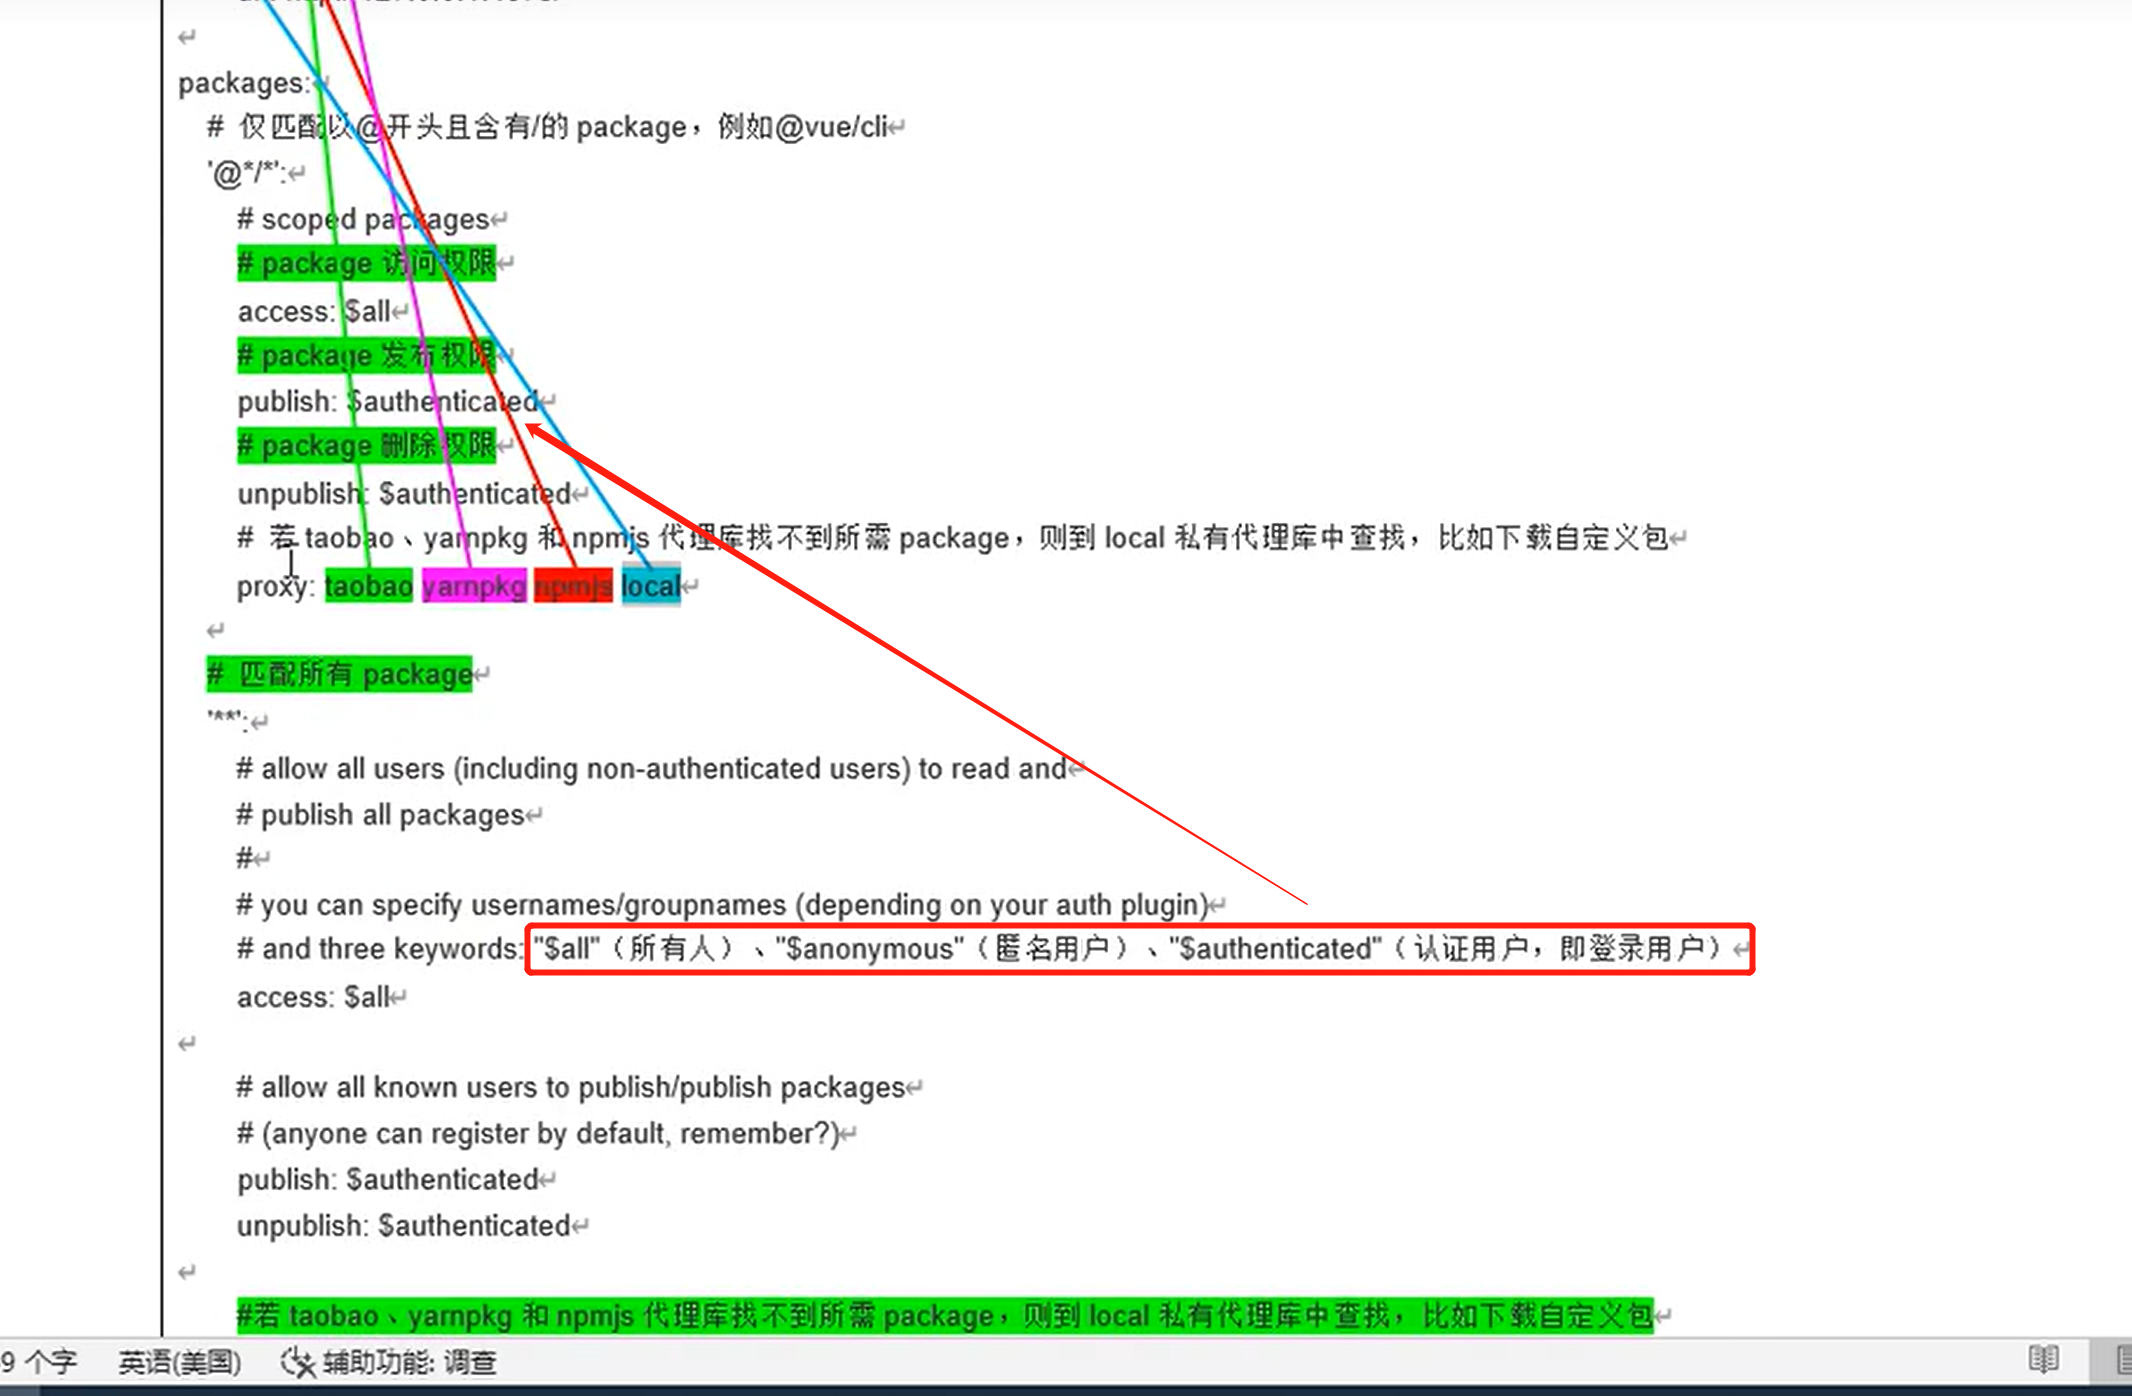 packages:
# 仅匹配以@开头且含有/的 package，例如@vue/cli
'@*/*':
# scoped packages
# package 访问权限
access: $all
# package 发布权限
publish: $authenticated
# package 删除权限
unpublish: $authenticated
# 若 taobao、yarnpkg 和 npmjs 代理库找不到所需 package，则到 local 私有代理库中查找，比如下载自定义包
proxy: taobao yarnpkg npmjs local
# 匹配所有 package
'**':
# allow all users (including non-authenticated users) to read and
# publish all packages
#
# you can specify usernames/groupnames (depending on your auth plugin)
# and three keywords: "$all"（所有人）、"$anonymous"（匿名用户）、"$authenticated"（认证用户，即登录用户）
access: $all
# allow all known users to publish/publish packages
# (anyone can register by default, remember?)
publish: $authenticated
unpublish: $authenticated
#若 taobao、yarnpkg 和 npmjs 代理库找不到所需 package，则到 local 私有代理库中查找，比如下载自定义包
9 个字 英语(美国) 辅助功能: 调查